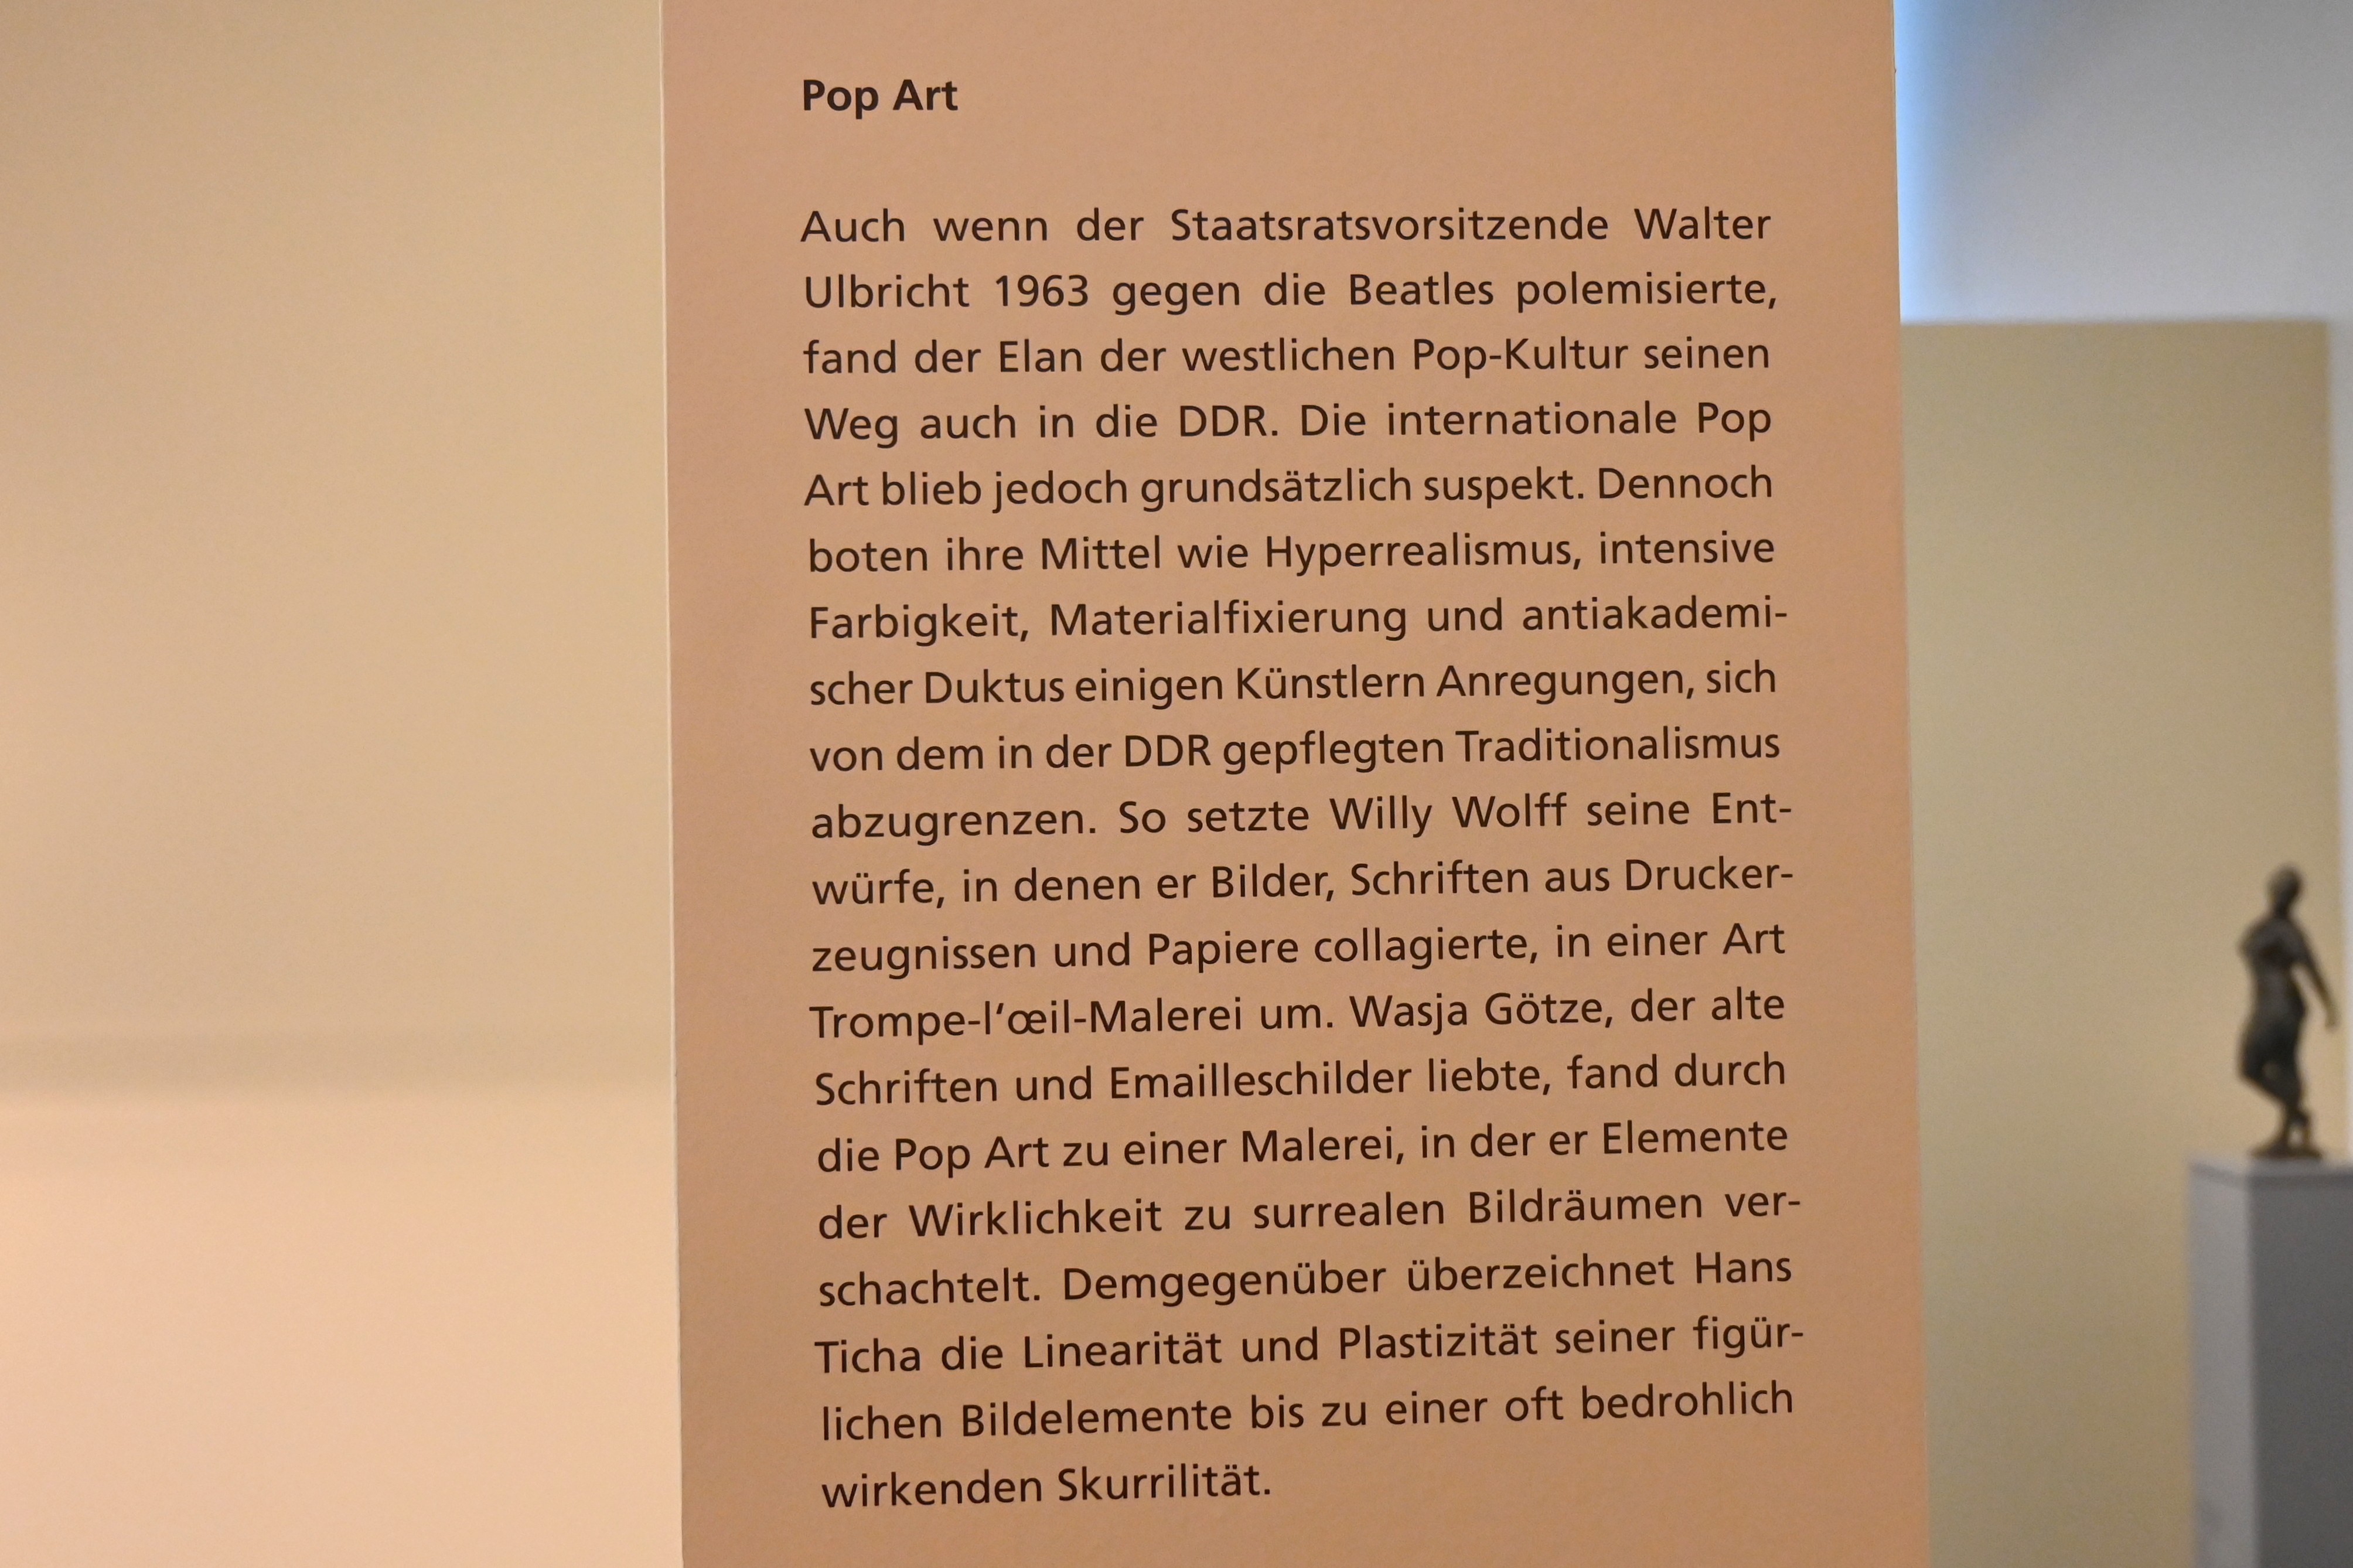 Pop Art
Auch wenn der Staatsratsvorsitzende Walter
Ulbricht 1963 gegen die Beatles polemisierte,
fand der Elan der westlichen Pop-Kultur seinen
Weg auch in die DDR. Die internationale Pop
Art blieb jedoch grundsätzlich suspekt. Dennoch
boten ihre Mittel wie Hyperrealismus, intensive
Farbigkeit, Materialfixierung und antiakademi-
scher Duktus einigen Künstlern Anregungen, sich
von dem in der DDR gepflegten Traditionalismus
abzugrenzen. So setzte Willy Wolff seine Ent-
würfe, in denen er Bilder, Schriften aus Drucker-
zeugnissen und Papiere collagierte, in einer Art
Trompe-l‘œil-Malerei um. Wasja Götze, der alte
Schriften und Emailleschilder liebte, fand durch
die Pop Art zu einer Malerei, in der er Elemente
der Wirklichkeit zu surrealen Bildräumen ver-
schachtelt. Demgegenüber überzeichnet Hans
Ticha die Linearität und Plastizität seiner figür-
lichen Bildelemente bis zu einer oft bedrohlich
wirkenden Skurrilität.